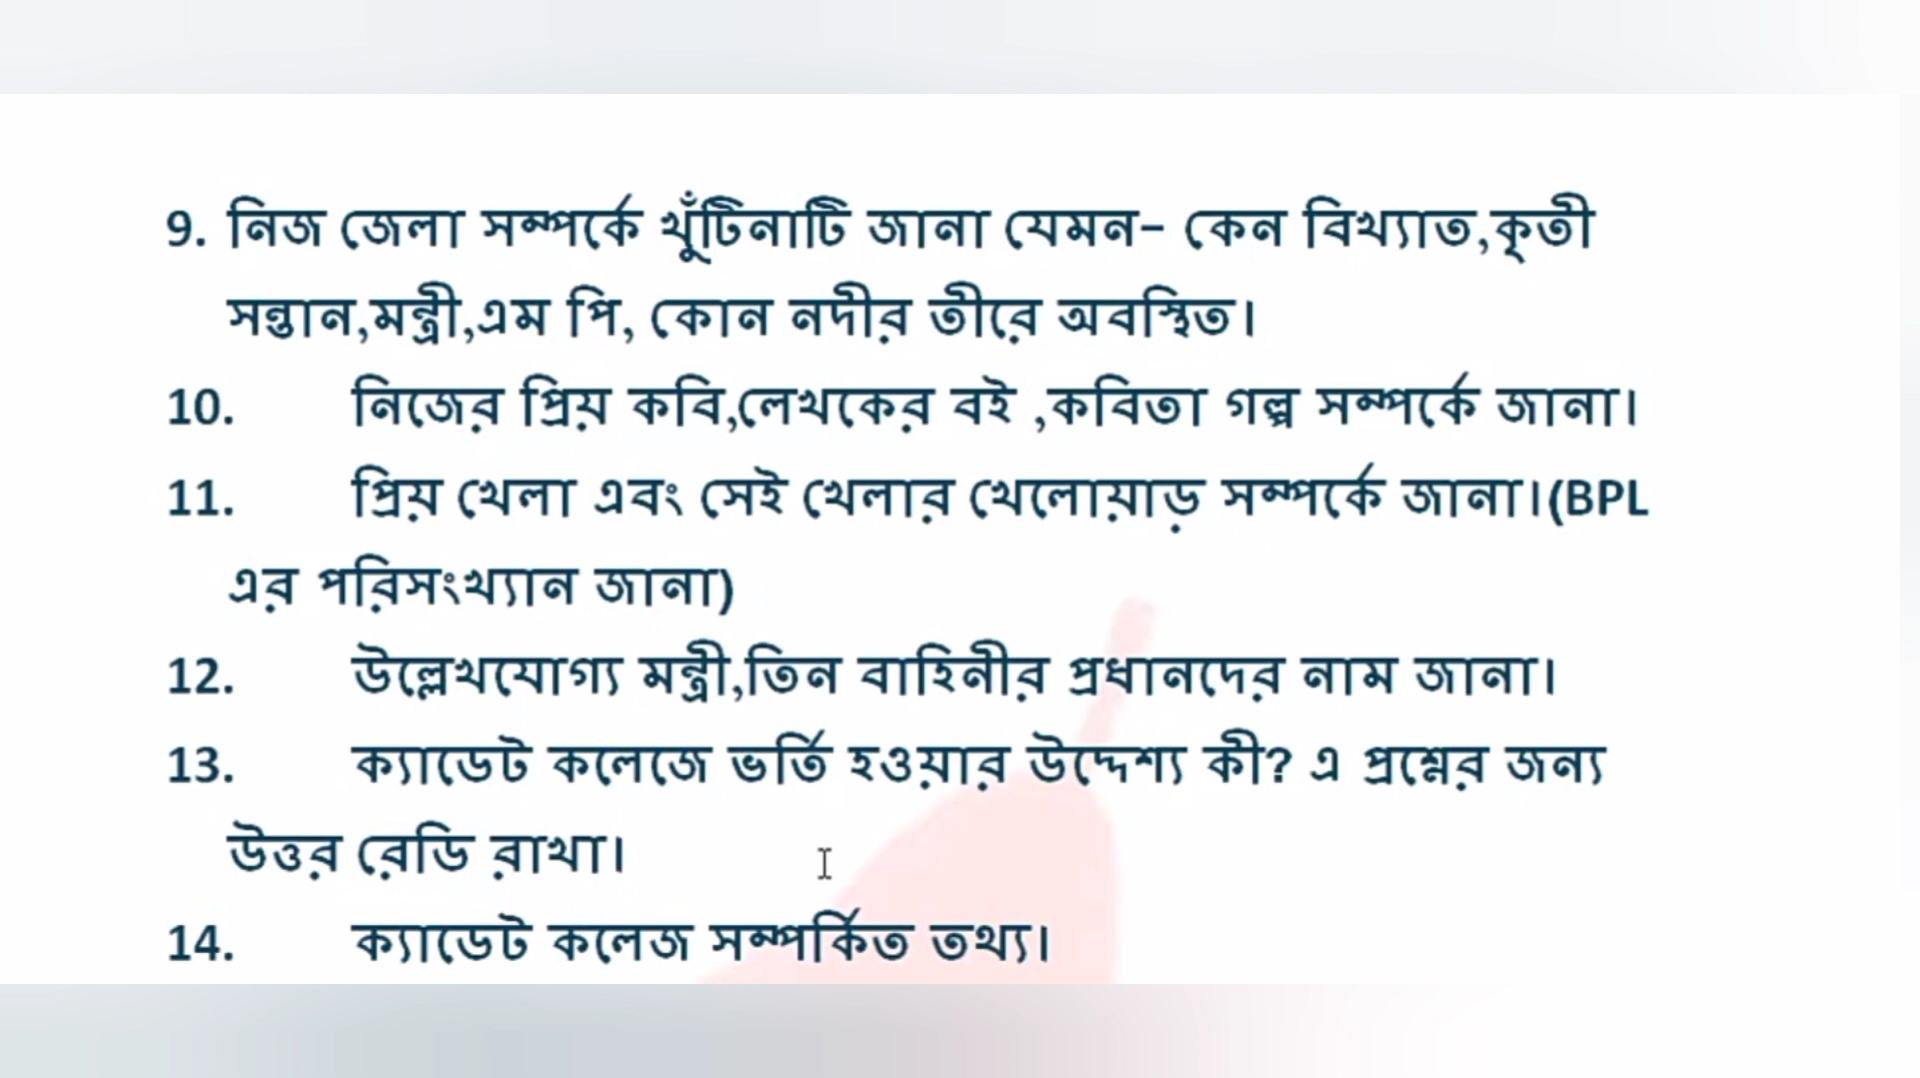 9. নিজ জেলা সম্পর্কে খুঁটিনাটি জানা যেমন– কেন বিখ্যাত,কৃতী
সন্তান,মন্ত্রী,এম পি, কোন নদীর তীরে অবস্থিত।
10. নিজের প্রিয় কবি,লেখকের বই ,কবিতা গল্প সম্পর্কে জানা।
11. প্রিয় খেলা এবং সেই খেলার খেলোয়াড় সম্পর্কে জানা।(BPL
এর পরিসংখ্যান জানা)
12. উল্লেখযোগ্য মন্ত্রী,তিন বাহিনীর প্রধানদের নাম জানা।
13. ক্যাডেট কলেজে ভর্তি হওয়ার উদ্দেশ্য কী? এ প্রশ্নের জন্য
উত্তর রেডি রাখা।
14. ক্যাডেট কলেজ সম্পর্কিত তথ্য।